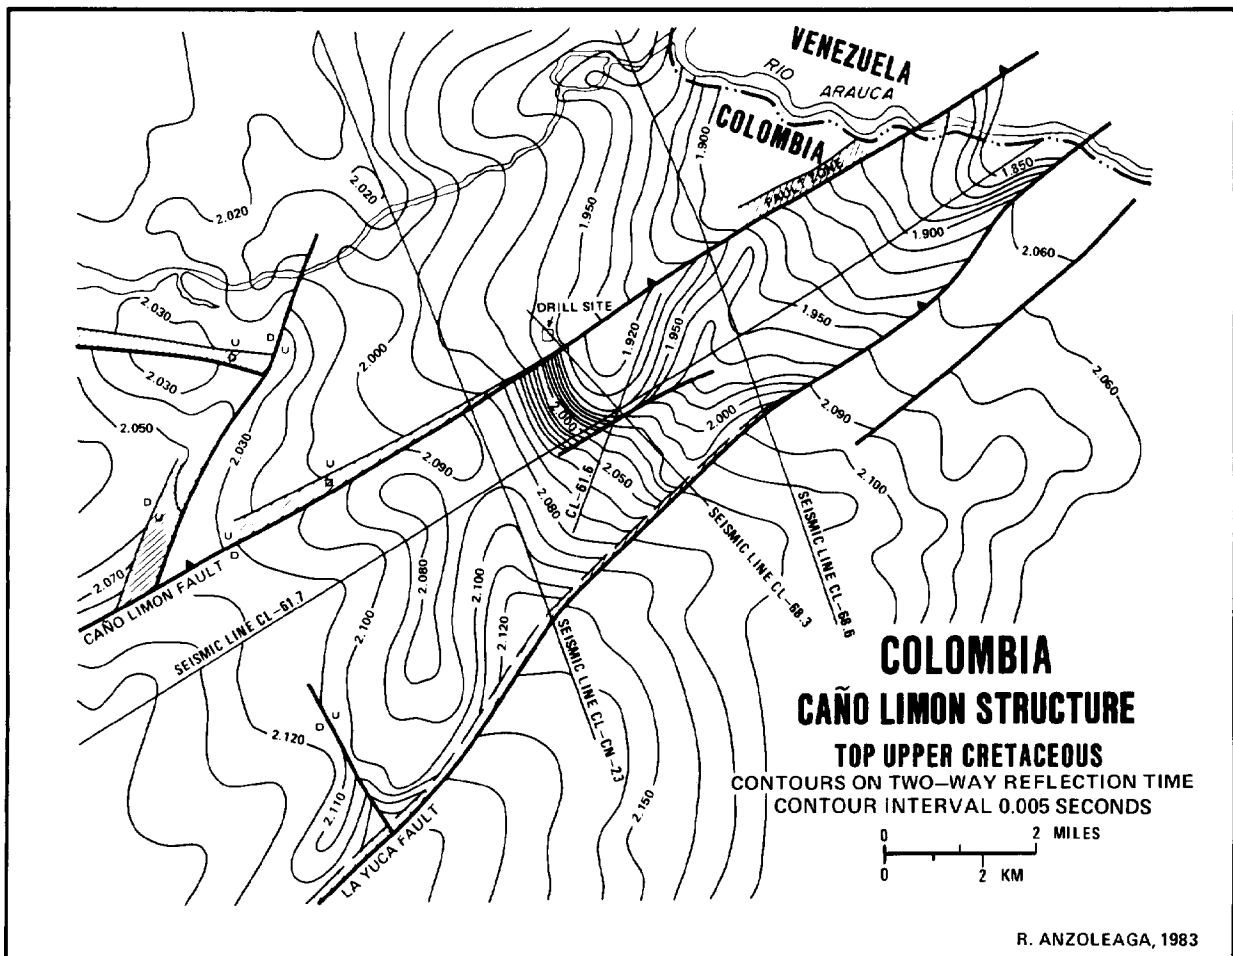 VENEZUELA
RIO
ARAUCA
COLOMBIA
FAULT ZONE
1.900
1.850
2.020
2.020
1.950
1.900
2.060
2.030
DRILL SITE
1.920
1.950
1.950
U
D
U
2.000
2.030
2.060
2.000
2.000
2.090
2.050
2.030
2.090
2.050
2.100
D
U
U
D
2.080
CL-61.6
2.070
2.080
2.100
2.120
CAÑO LIMON FAULT
SEISMIC LINE CL-61.7
2.100
SEISMIC LINE CL-CN-23
SEISMIC LINE CL-68.3
SEISMIC LINE CL-68.6
D U
2.120
2.110
2.150
LA YUCA FAULT
COLOMBIA
CAÑO LIMON STRUCTURE
TOP UPPER CRETACEOUS
CONTOURS ON TWO-WAY REFLECTION TIME
CONTOUR INTERVAL 0.005 SECONDS
0 2 MILES
0 2 KM
R. ANZOLEAGA, 1983